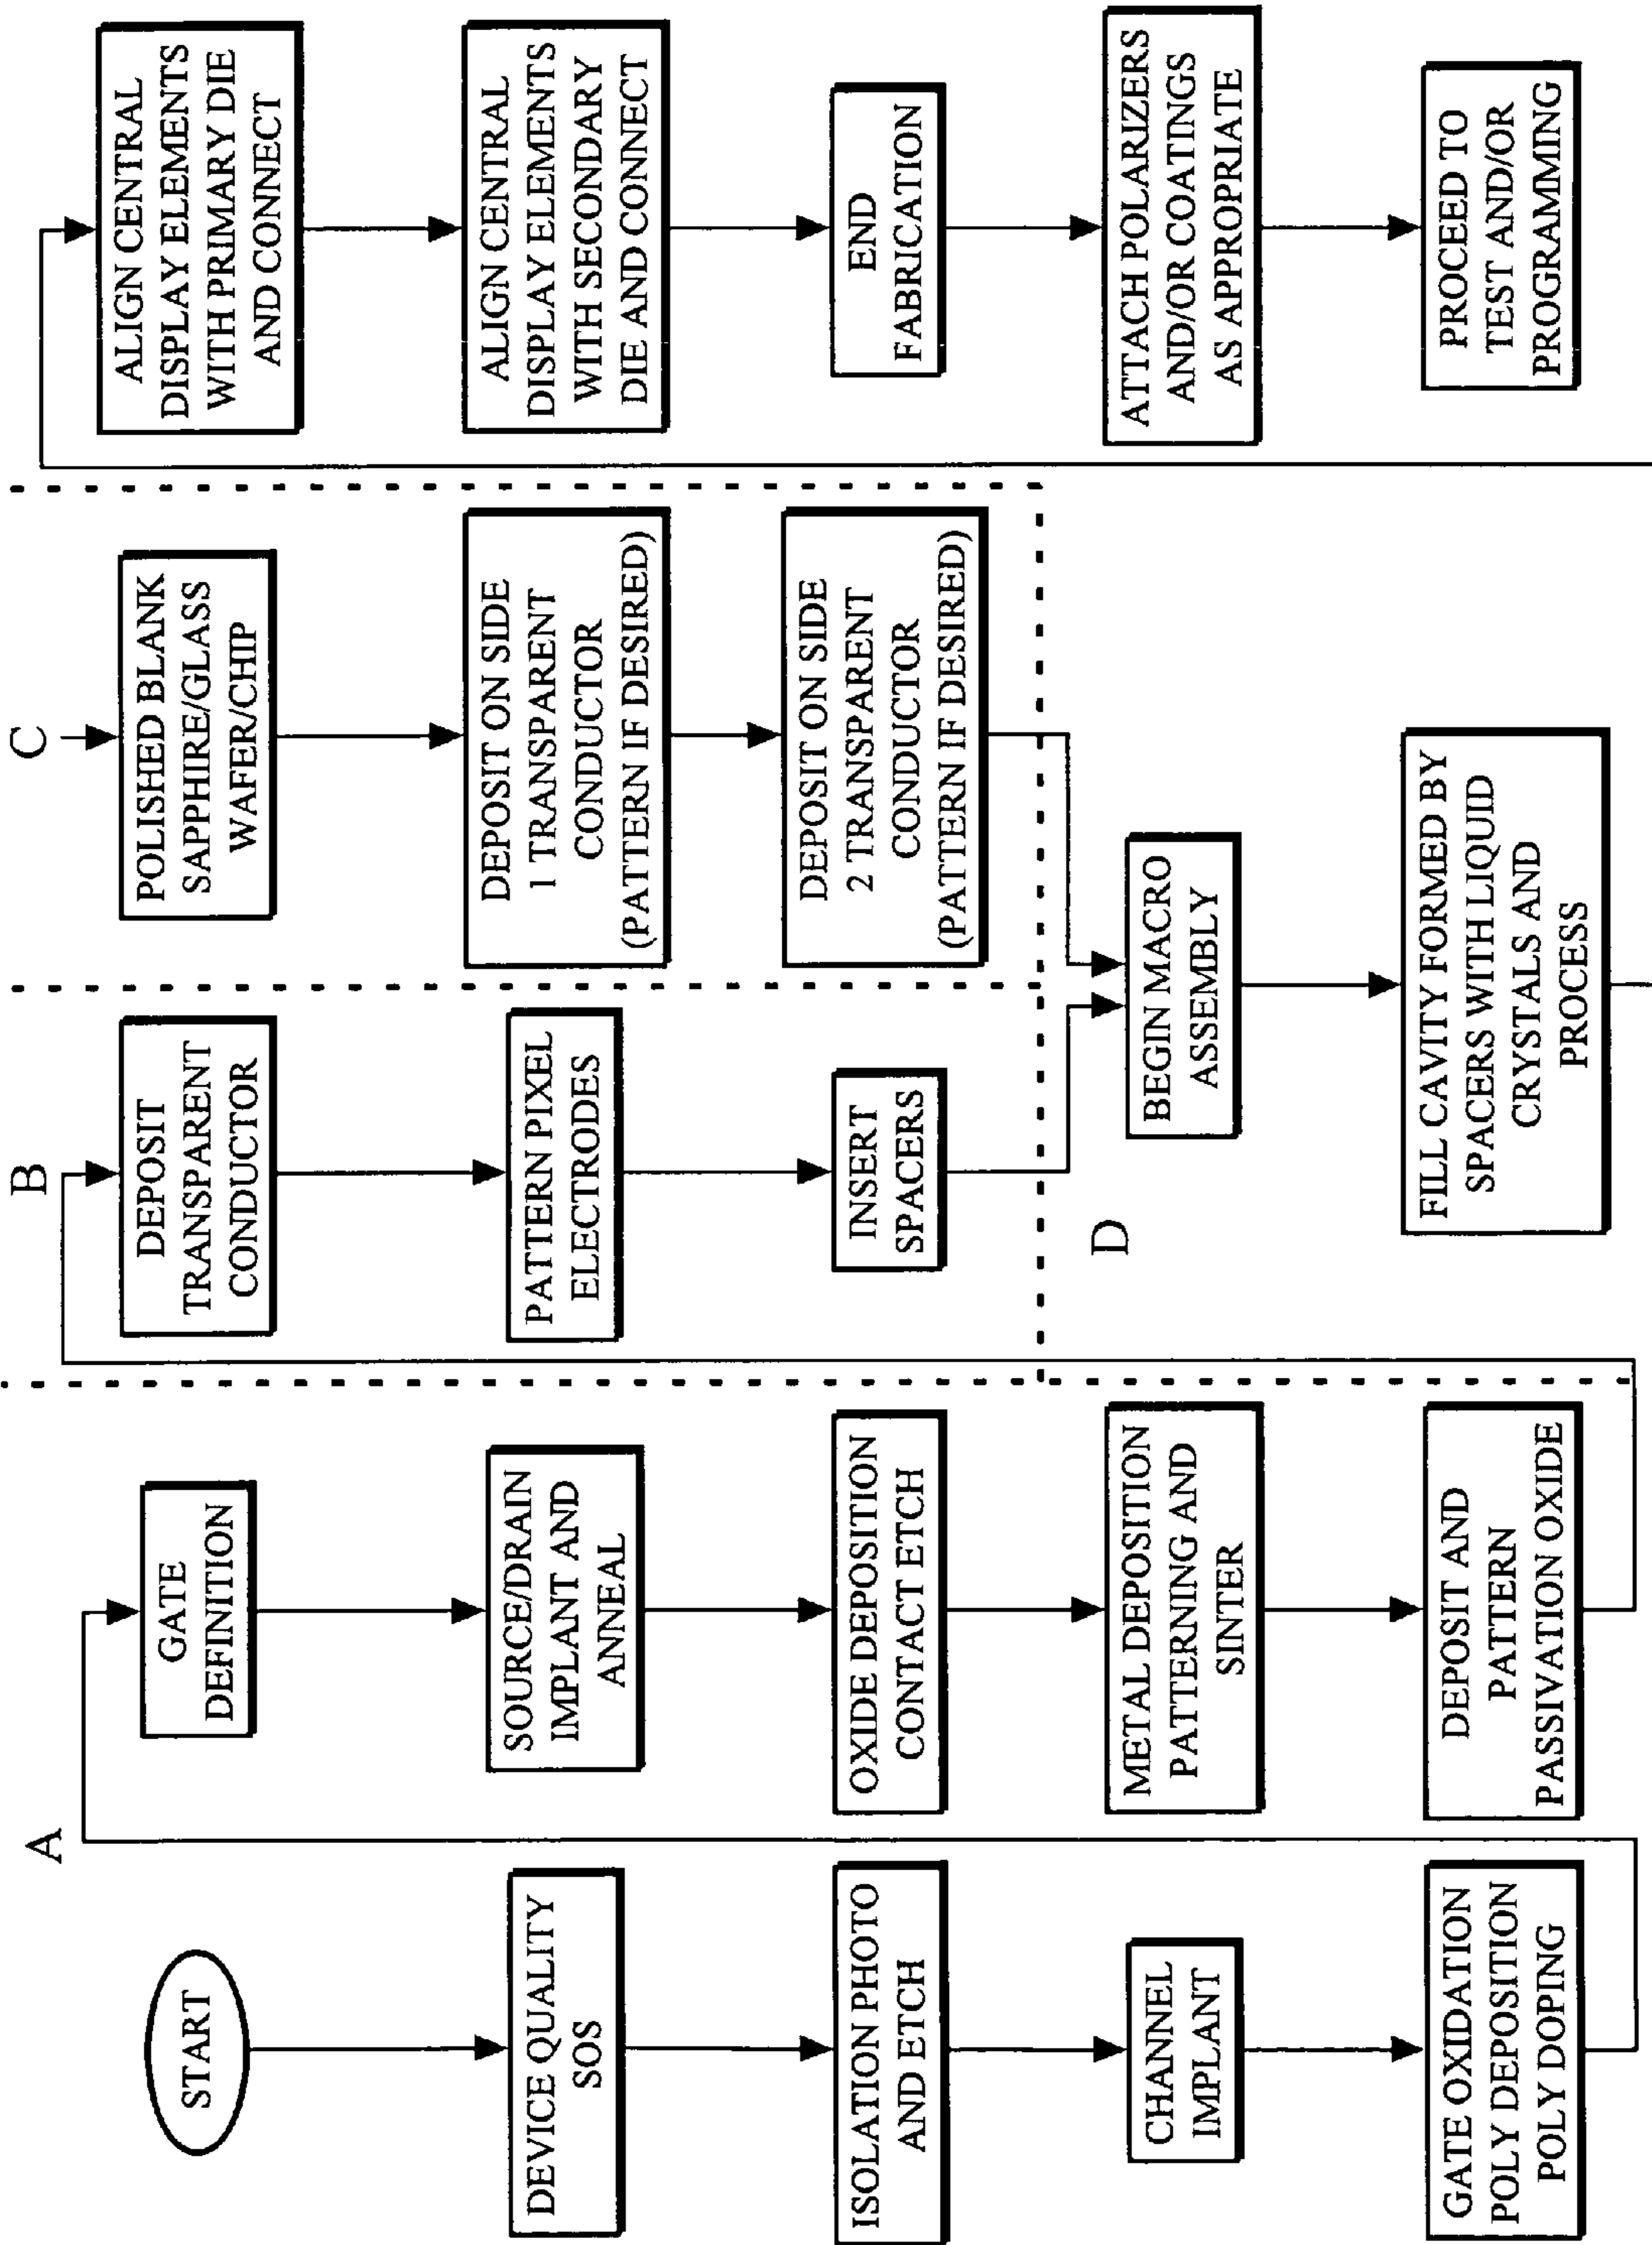 A
START
DEVICE QUALITY
SOS
ISOLATION PHOTO
AND ETCH
CHANNEL
IMPLANT
GATE OXIDATION
POLY DEPOSITION
POLY DOPING
GATE
DEFINITION
SOURCE/DRAIN
IMPLANT AND
ANNEAL
OXIDE DEPOSITION
CONTACT ETCH
METAL DEPOSITION
PATTERNING AND
SINTER
DEPOSIT AND
PATTERN
PASSIVATION OXIDE
B
DEPOSIT
TRANSPARENT
CONDUCTOR
PATTERN PIXEL
ELECTRODES
INSERT
SPACERS
C
POLISHED BLANK
SAPPHIRE/GLASS
WAFER/CHIP
DEPOSIT ON SIDE
1 TRANSPARENT
CONDUCTOR
(PATTERN IF DESIRED)
DEPOSIT ON SIDE
2 TRANSPARENT
CONDUCTOR
(PATTERN IF DESIRED)
D
BEGIN MACRO
ASSEMBLY
FILL CAVITY FORMED BY
SPACERS WITH LIQUID
CRYSTALS AND
PROCESS
ALIGN CENTRAL
DISPLAY ELEMENTS
WITH PRIMARY DIE
AND CONNECT
ALIGN CENTRAL
DISPLAY ELEMENTS
WITH SECONDARY
DIE AND CONNECT
END
FABRICATION
ATTACH POLARIZERS
AND/OR COATINGS
AS APPROPRIATE
PROCEED TO
TEST AND/OR
PROGRAMMING